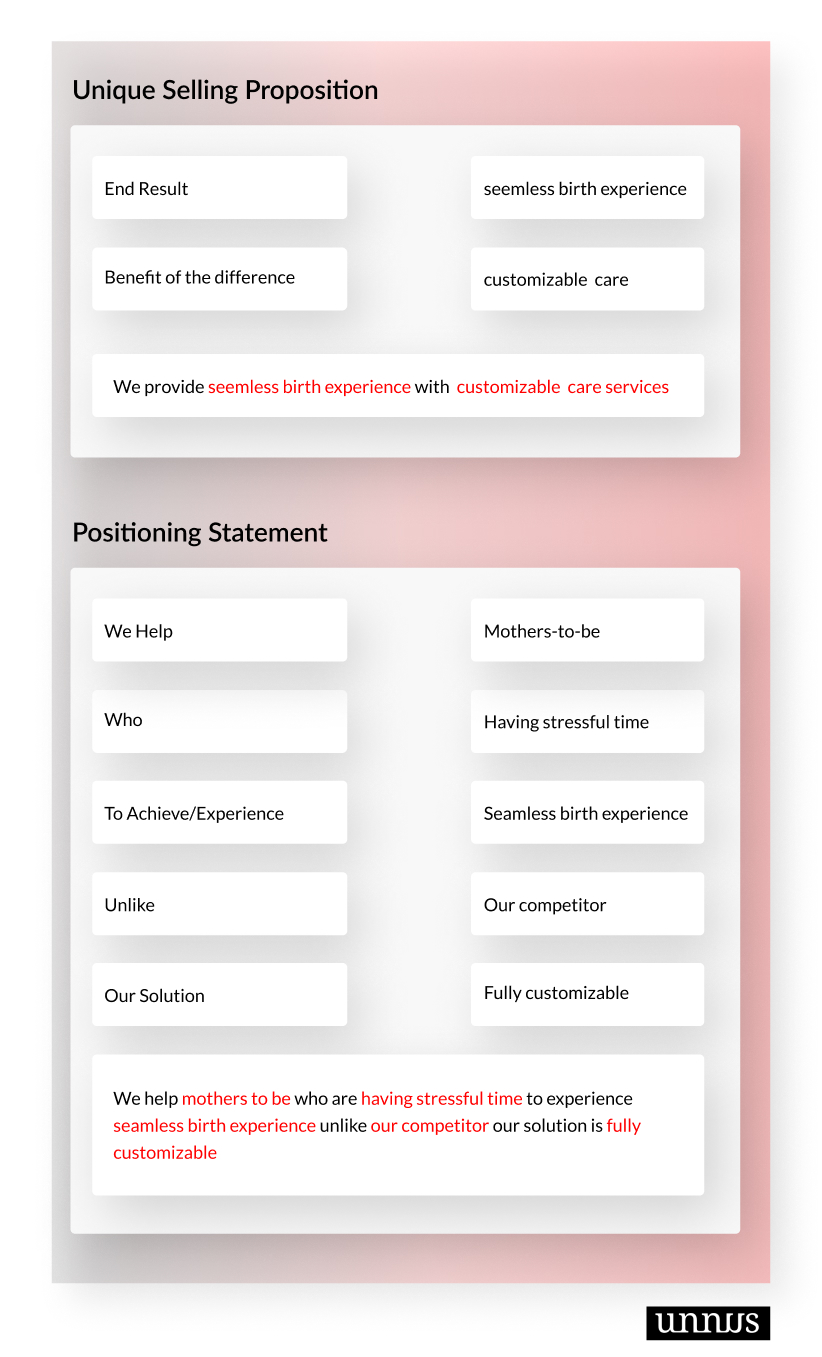 Unique Selling Proposition
End Result
seemless birth experience
Benefit of the difference
customizable care
We provide seemless birth experience with customizable care services
Positioning Statement
We Help
Mothers-to-be
Who
Having stressful time
To Achieve/Experience
Seamless birth experience
Unlike
Our competitor
Our Solution
Fully customizable
We help mothers to be who are having stressful time to experience
seamless birth experience unlike our competitor our solution is fully
customizable
unnus